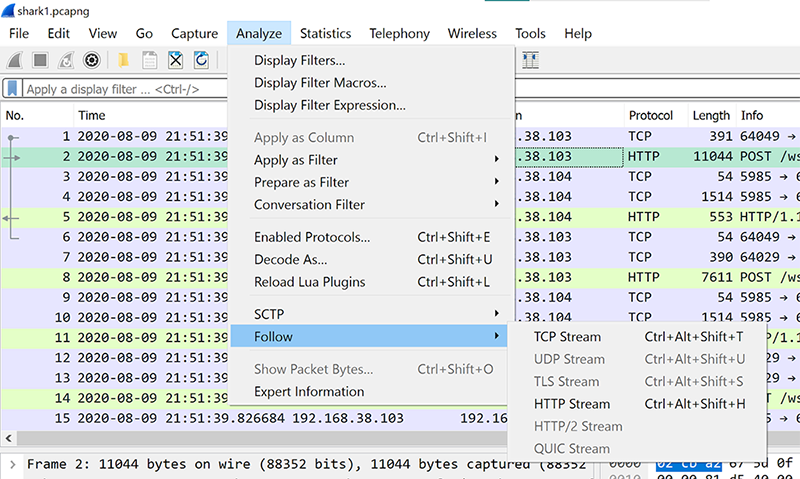 shark1.pcapng
File Edit View Go Capture Analyze Statistics Telephony Wireless Tools Help
Apply a display filter ... <Ctrl-/>
Display Filters...
Display Filter Macros...
Display Filter Expression...
Apply as Column Ctrl+Shift+I
Apply as Filter
Prepare as Filter
Conversation Filter
Enabled Protocols... Ctrl+Shift+E
Decode As... Ctrl+Shift+U
Reload Lua Plugins Ctrl+Shift+L
SCTP
Follow
Show Packet Bytes... Ctrl+Shift+O
Expert Information
TCP Stream Ctrl+Alt+Shift+T
UDP Stream Ctrl+Alt+Shift+U
TLS Stream Ctrl+Alt+Shift+S
HTTP Stream Ctrl+Alt+Shift+H
HTTP/2 Stream
QUIC Stream
No. Time n Protocol Length Info
1 2020-08-09 21:51:39 .38.103 TCP 391 64049 →
2 2020-08-09 21:51:39 .38.103 HTTP 11044 POST /ws
3 2020-08-09 21:51:39 .38.104 TCP 54 5985 → 6
4 2020-08-09 21:51:39 .38.104 TCP 1514 5985 → 6
5 2020-08-09 21:51:39 .38.104 HTTP 553 HTTP/1.1
6 2020-08-09 21:51:39 .38.103 TCP 54 64049 →
7 2020-08-09 21:51:39 .38.103 TCP 390 64029 →
8 2020-08-09 21:51:39 .38.103 HTTP 7611 POST /ws
9 2020-08-09 21:51:39 .38.104 TCP 54 5985 → 6
10 2020-08-09 21:51:39 .38.104 TCP 1514 5985 → 6
11 2020-08-09 21:51:39 P/1.1
12 2020-08-09 21:51:39 29 →
13 2020-08-09 21:51:39 49 →
14 2020-08-09 21:51:39 T /ws
15 2020-08-09 21:51:39.826684 192.168.38.103 192.16 5 → 6
Frame 2: 11044 bytes on wire (88352 bits), 11044 bytes captured (88352
0000 02 cb a2 67 5d 0f
0010 00 00 81 d5 40 00